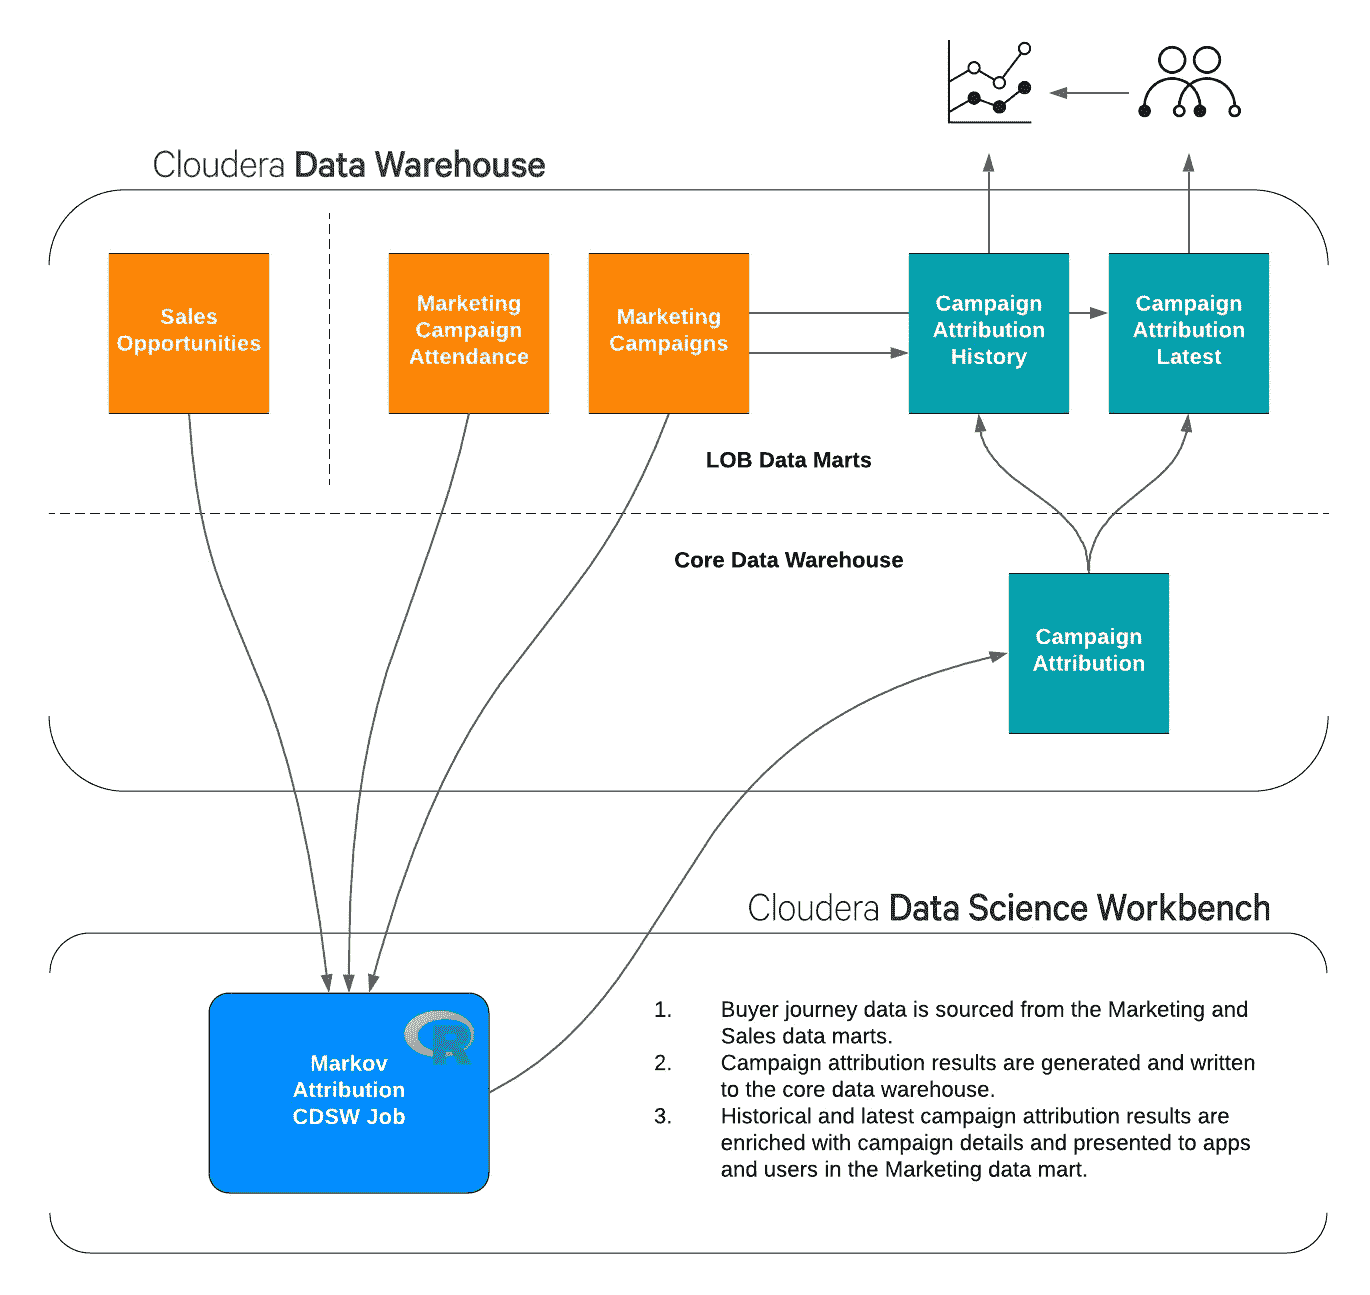 Cloudera Data Warehouse
Sales
Opportunities
Marketing
Campaign
Attendance
Marketing
Campaigns
Campaign
Attribution
History
Campaign
Attribution
Latest
LOB Data Marts
Core Data Warehouse
Campaign
Attribution
Cloudera Data Science Workbench
Markov
Attribution
CDSW Job
1. Buyer journey data is sourced from the Marketing and
Sales data marts.
2. Campaign attribution results are generated and written
to the core data warehouse.
3. Historical and latest campaign attribution results are
enriched with campaign details and presented to apps
and users in the Marketing data mart.